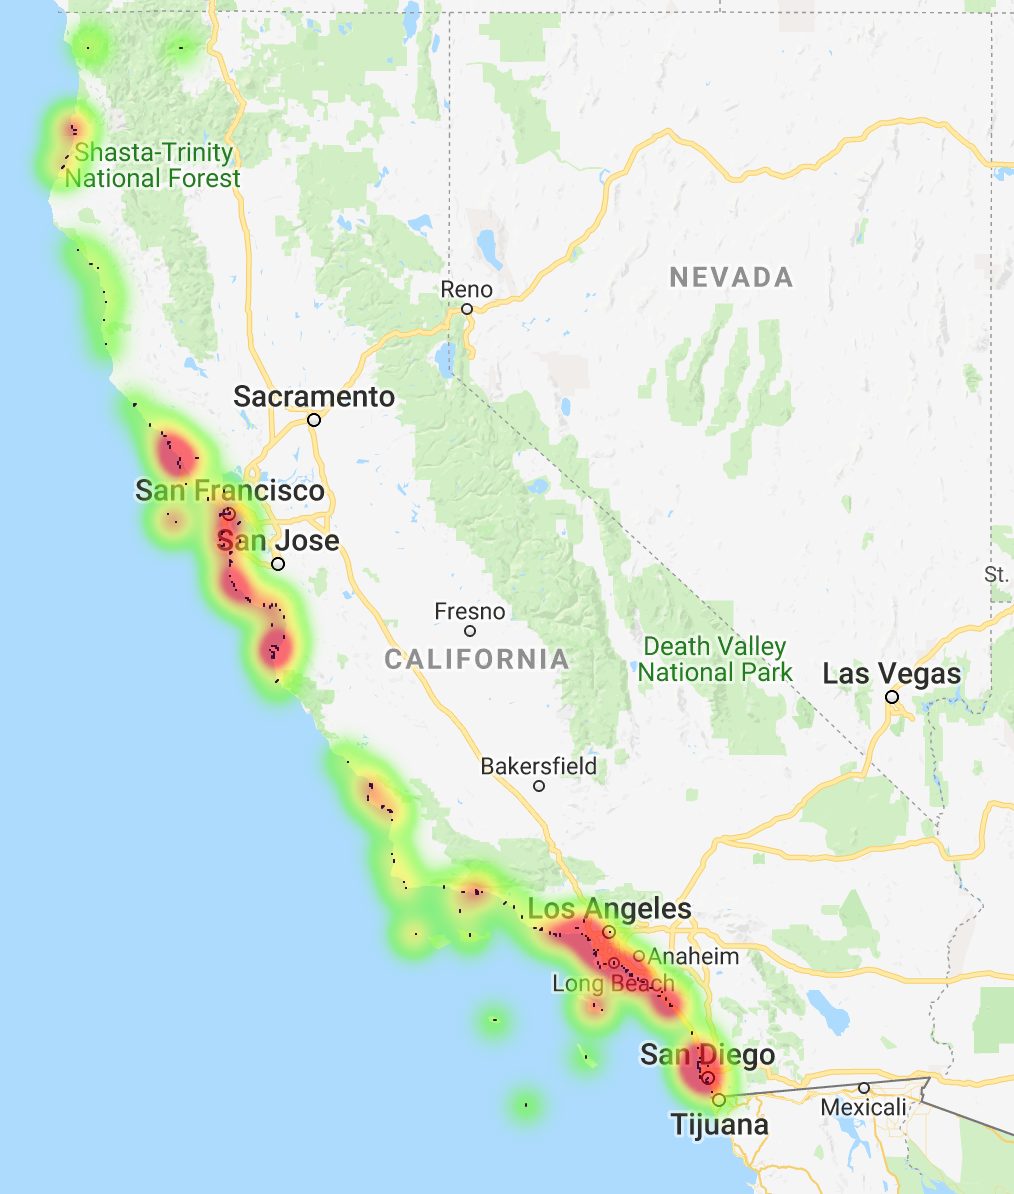 Shasta-Trinity
National Forest
NEVADA
Reno
Sacramento
San Francisco
San Jose
St.
Fresno
CALIFORNIA
Death Valley
National Park
Las Vegas
Bakersfield
Los Angeles
Anaheim
Long Beach
San Diego
Mexicali
Tijuana